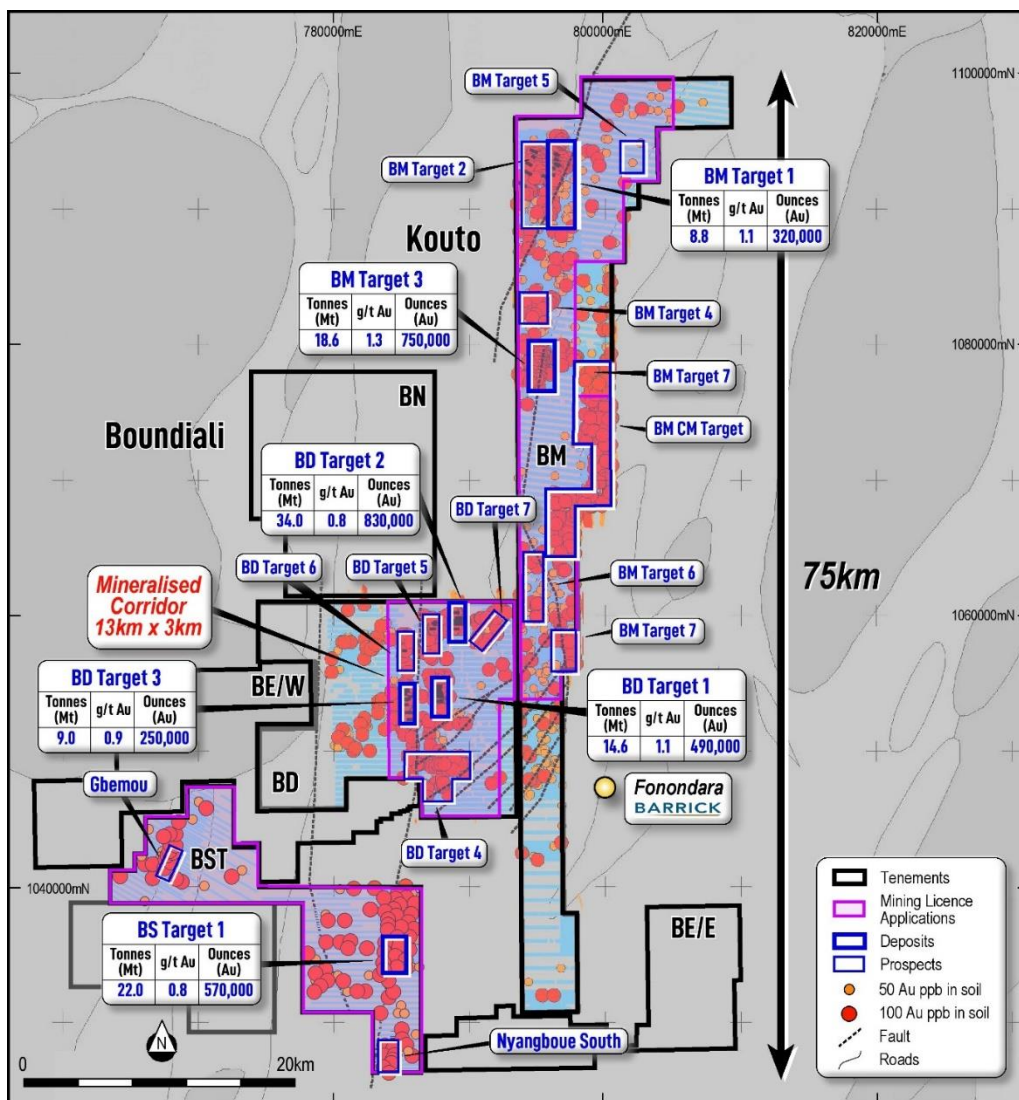 780000mE
800000mE
820000mE
1100000mN
BM Target 5
BM Target 2
BM Target 1
Tonnes (Mt) g/t Au Ounces (Au)
8.8 1.1 320,000
Kouto
BM Target 3
Tonnes (Mt) g/t Au Ounces (Au)
18.6 1.3 750,000
BM Target 4
1080000mN
BM Target 7
BN
BM CM Target
Boundiali
BM
BD Target 2
Tonnes (Mt) g/t Au Ounces (Au)
34.0 0.8 830,000
BD Target 7
BD Target 6
BD Target 5
75km
BM Target 6
Mineralised
Corridor
13km x 3km
1060000mN
BM Target 7
BD Target 3
Tonnes (Mt) g/t Au Ounces (Au)
9.0 0.9 250,000
BE/W
BD Target 1
Tonnes (Mt) g/t Au Ounces (Au)
14.6 1.1 490,000
Gbemou
BD
Fonondara
BARRICK
BST
BD Target 4
1040000mN
BS Target 1
Tonnes (Mt) g/t Au Ounces (Au)
22.0 0.8 570,000
BE/E
Nyangboue South
N
0 20km
Tenements
Mining Licence
Applications
Deposits
Prospects
50 Au ppb in soil
100 Au ppb in soil
Fault
Roads